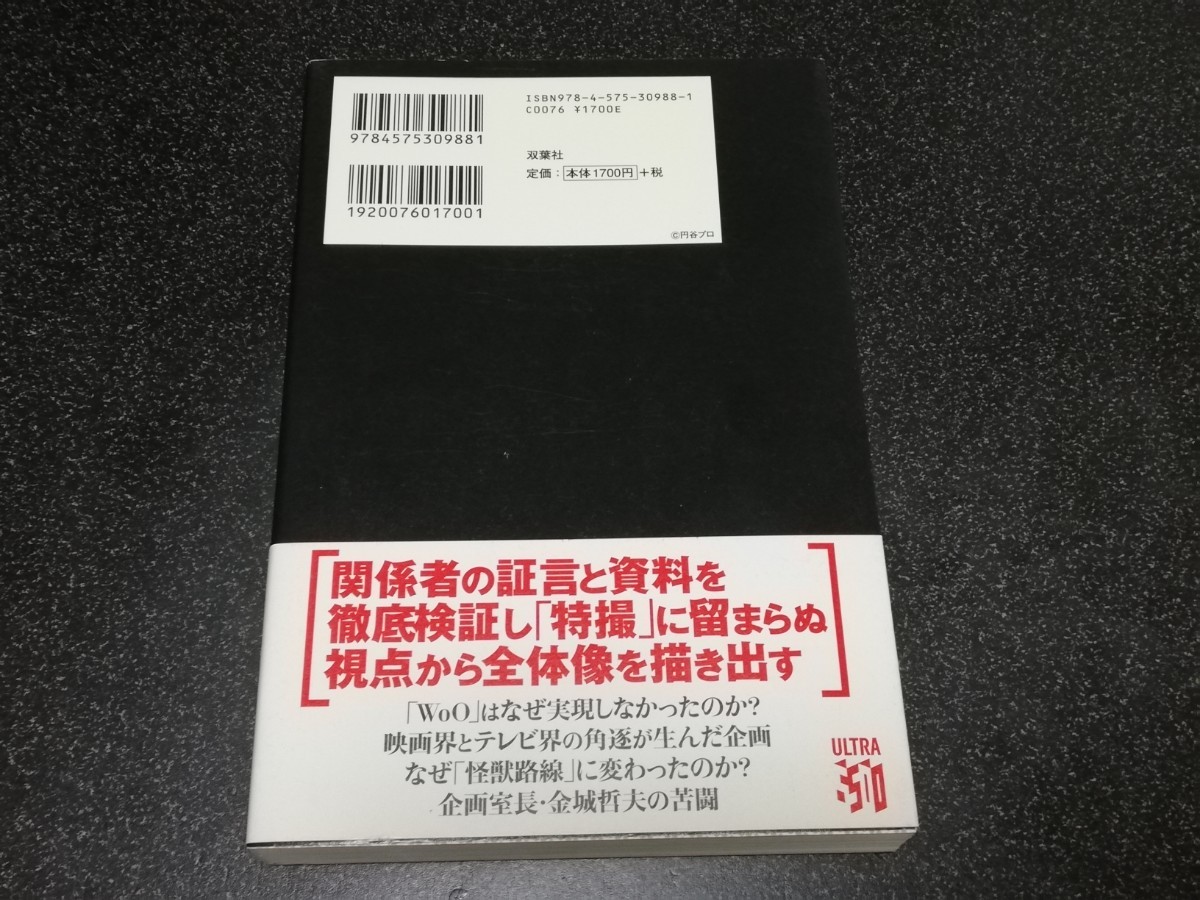 9784575309881
1920076017001
ISBN978-4-575-30988-1
C0076 ¥1700E
双葉社
定価：本体1700円＋税
©円谷プロ
関係者の証言と資料を
徹底検証し「特撮」に留まらぬ
視点から全体像を描き出す
「WoO」はなぜ実現しなかったのか?
映画界とテレビ界の角逐が生んだ企画
なぜ「怪獣路線」に変わったのか?
企画室長・金城哲夫の苦闘
ULTRA
50